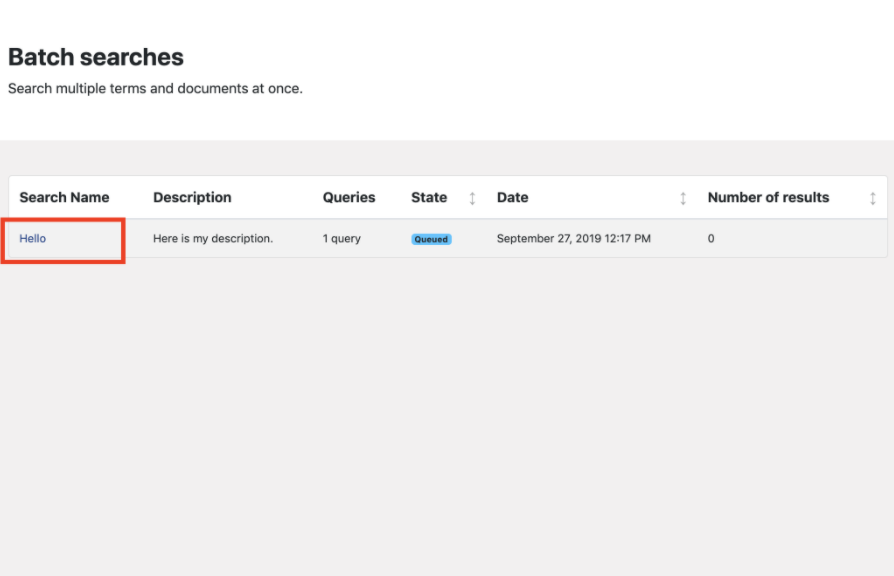 Batch searches
Search multiple terms and documents at once.
Search Name Description Queries State Date Number of results
Hello Here is my description. 1 query Queued September 27, 2019 12:17 PM 0